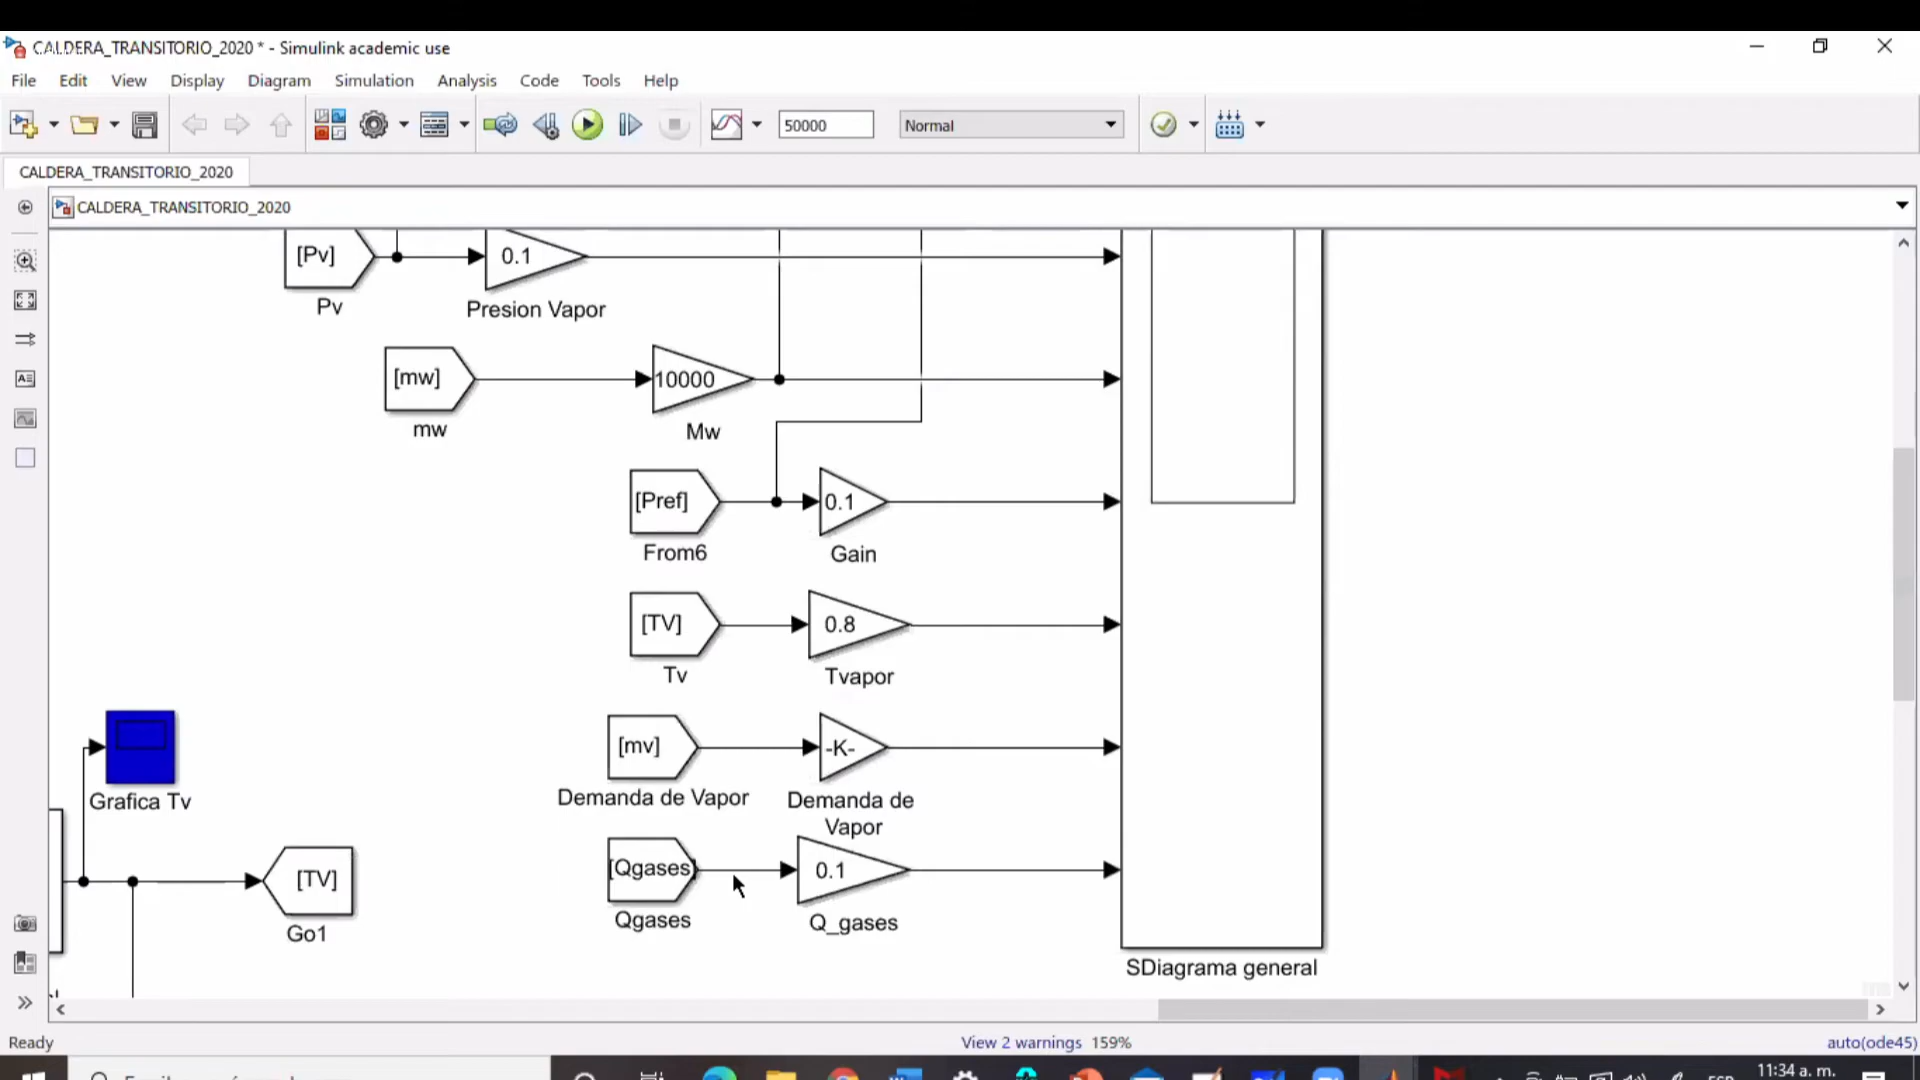 CALDERA_TRANSITORIO_2020 * - Simulink academic use
File Edit View Display Diagram Simulation Analysis Code Tools Help
50000 Normal
CALDERA_TRANSITORIO_2020
CALDERA_TRANSITORIO_2020
[Pv] 0.1
Pv Presion Vapor
[mw] 10000
mw Mw
[Pref] 0.1
From6 Gain
[TV] 0.8
Tv Tvapor
[mv] -K-
Demanda de Vapor Demanda de
Vapor
Grafica Tv
[Qgases] 0.1
Qgases Q_gases
[TV]
Go1
SDiagrama general
Ready View 2 warnings 159% auto(ode45)
11:34 a. m.